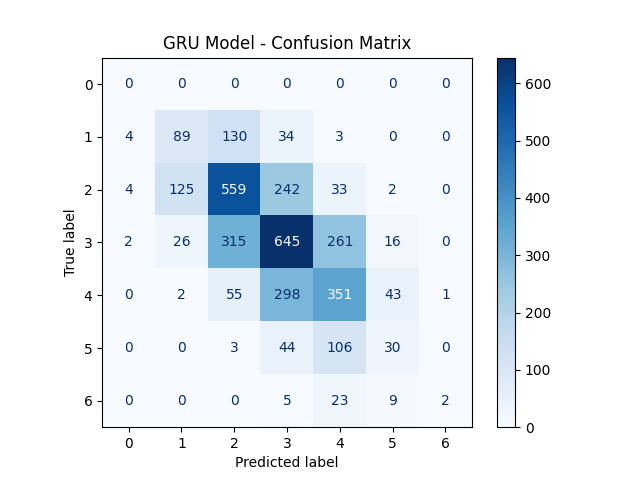 GRU Model - Confusion Matrix
True label
0 0 0 0 0 0 0 0
1 4 89 130 34 3 0 0
2 4 125 559 242 33 2 0
3 2 26 315 645 261 16 0
4 0 2 55 298 351 43 1
5 0 0 3 44 106 30 0
6 0 0 0 5 23 9 2
0 1 2 3 4 5 6
Predicted label
600
500
400
300
200
100
0